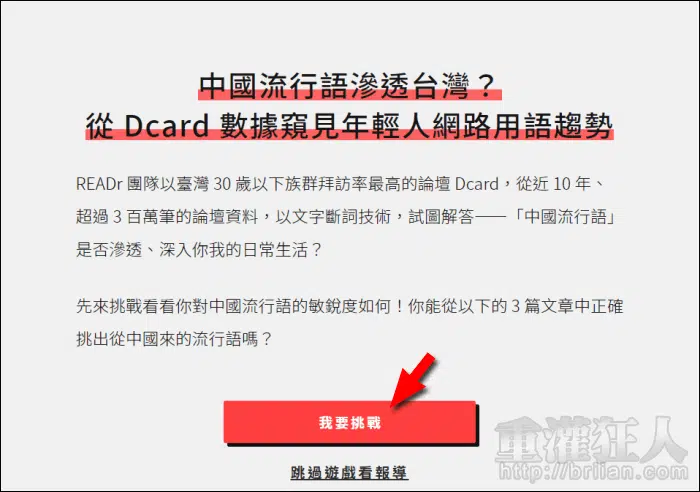 中國流行語滲透台灣？
從 Dcard 數據窺見年輕人網路用語趨勢
READr 團隊以臺灣 30 歲以下族群拜訪率最高的論壇 Dcard，從近 10 年、
超過 3 百萬筆的論壇資料，以文字斷詞技術，試圖解答——「中國流行語」
是否滲透、深入你我的日常生活？
先來挑戰看看你對中國流行語的敏銳度如何！你能從以下的 3 篇文章中正確
挑出從中國來的流行語嗎？
我要挑戰
跳過遊戲看報導
重灌狂人
http://briian.com/